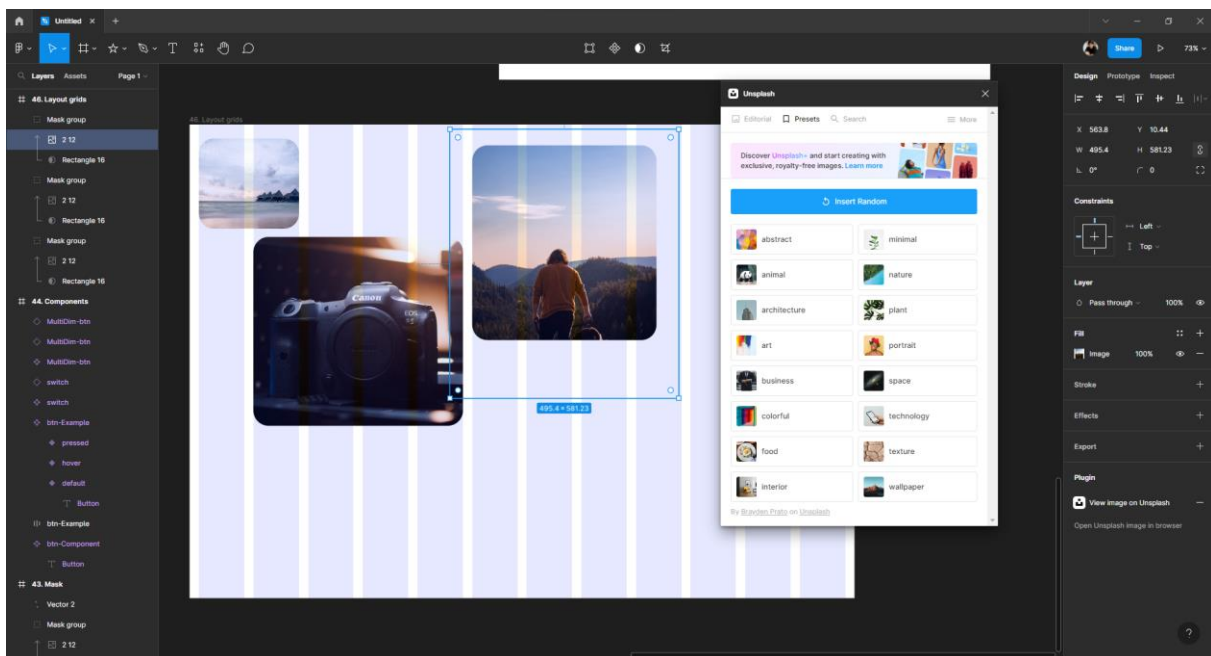 Untitled
Share
73%
Layers Assets Page 1
46. Layout grids
Mask group
2 12
Rectangle 16
Mask group
2 12
Rectangle 16
Mask group
2 12
Rectangle 16
44. Components
MultiDim-btn
MultiDim-btn
MultiDim-btn
switch
switch
btn-Example
pressed
hover
default
Button
btn-Example
btn-Component
Button
43. Mask
Vector 2
Mask group
2 12
46. Layout grids
Canon
EOS
495.4 × 581.23
Unsplash
Editorial Presets Search More
Discover Unsplash+ and start creating with
exclusive, royalty-free images. Learn more
Insert Random
abstract minimal
animal nature
architecture plant
art portrait
business space
colorful technology
food texture
interior wallpaper
By Brayden Prato on Unsplash
Design Prototype Inspect
X 563.8 Y 10.44
W 495.4 H 581.23
0° 0
Constraints
Left
Top
Layer
Pass through 100%
Fill
Image 100%
Stroke
Effects
Export
Plugin
View image on Unsplash
Open Unsplash image in browser
?